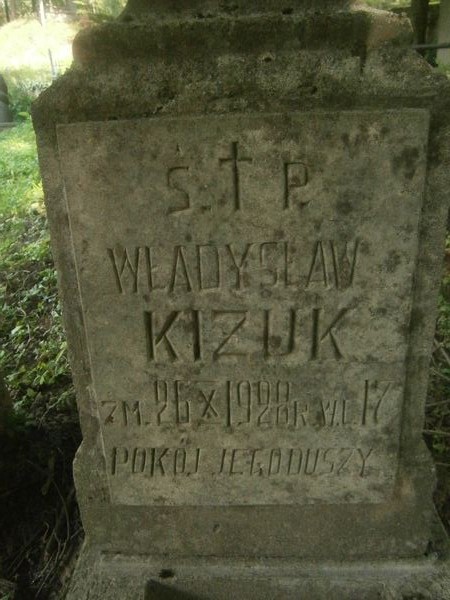 Ś. † P.
WŁADYSŁAW
KIZUK
ZM. 26 X 1928 R. W. L. 17
POKÓJ JEGO DUSZY